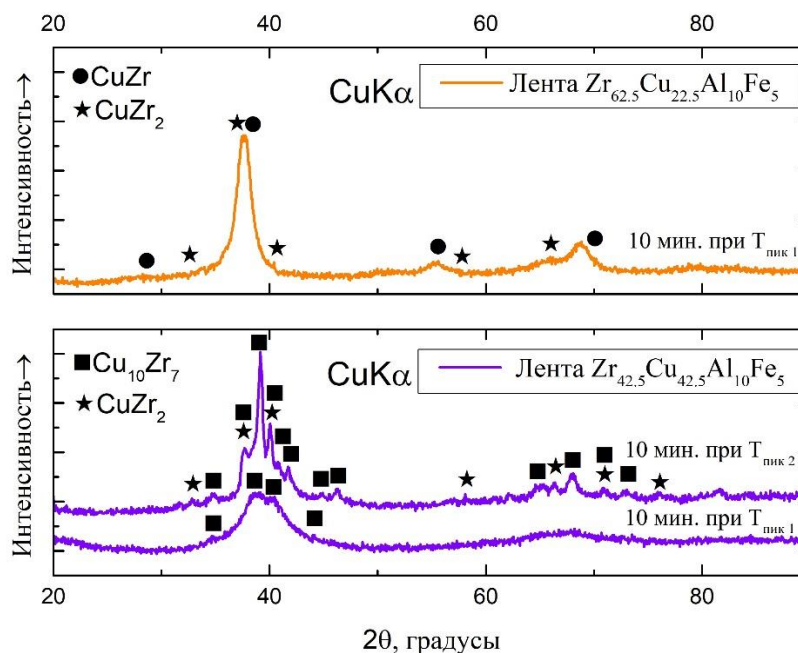 20 40 60 80
CuZr
CuZr₂
CuKα
Лента Zr₆₂.₅Cu₂₂.₅Al₁₀Fe₅
Интенсивность→
10 мин. при Tпик 1
Cu₁₀Zr₇
CuZr₂
CuKα
Лента Zr₄₂.₅Cu₄₂.₅Al₁₀Fe₅
Интенсивность→
10 мин. при Tпик 2
10 мин. при Tпик 1
20 40 60 80
2θ, градусы